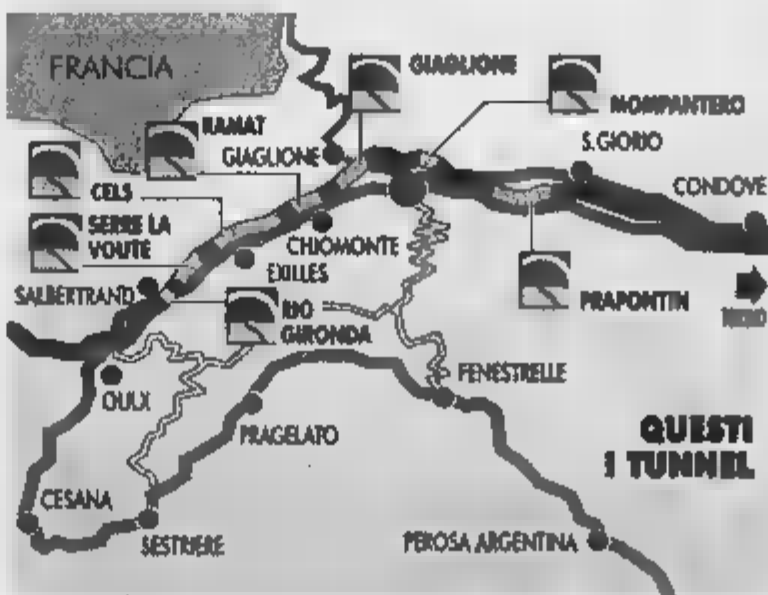 FRANCIA
GIAGLIONE
MOMPANTERO
RAMAT
GIAGLIONE
S.GIORIO
CELS
CONDOVE
SERRE LA
VOUTE
CHIOMONTE
EXILLES
SALBERTRAND
RIO
GIRONDA
PRAPONTIN
FENESTRELLE
OULX
PRAGELATO
QUESTI
I TUNNEL
CESANA
SESTRIERE
PEROSA ARGENTINA